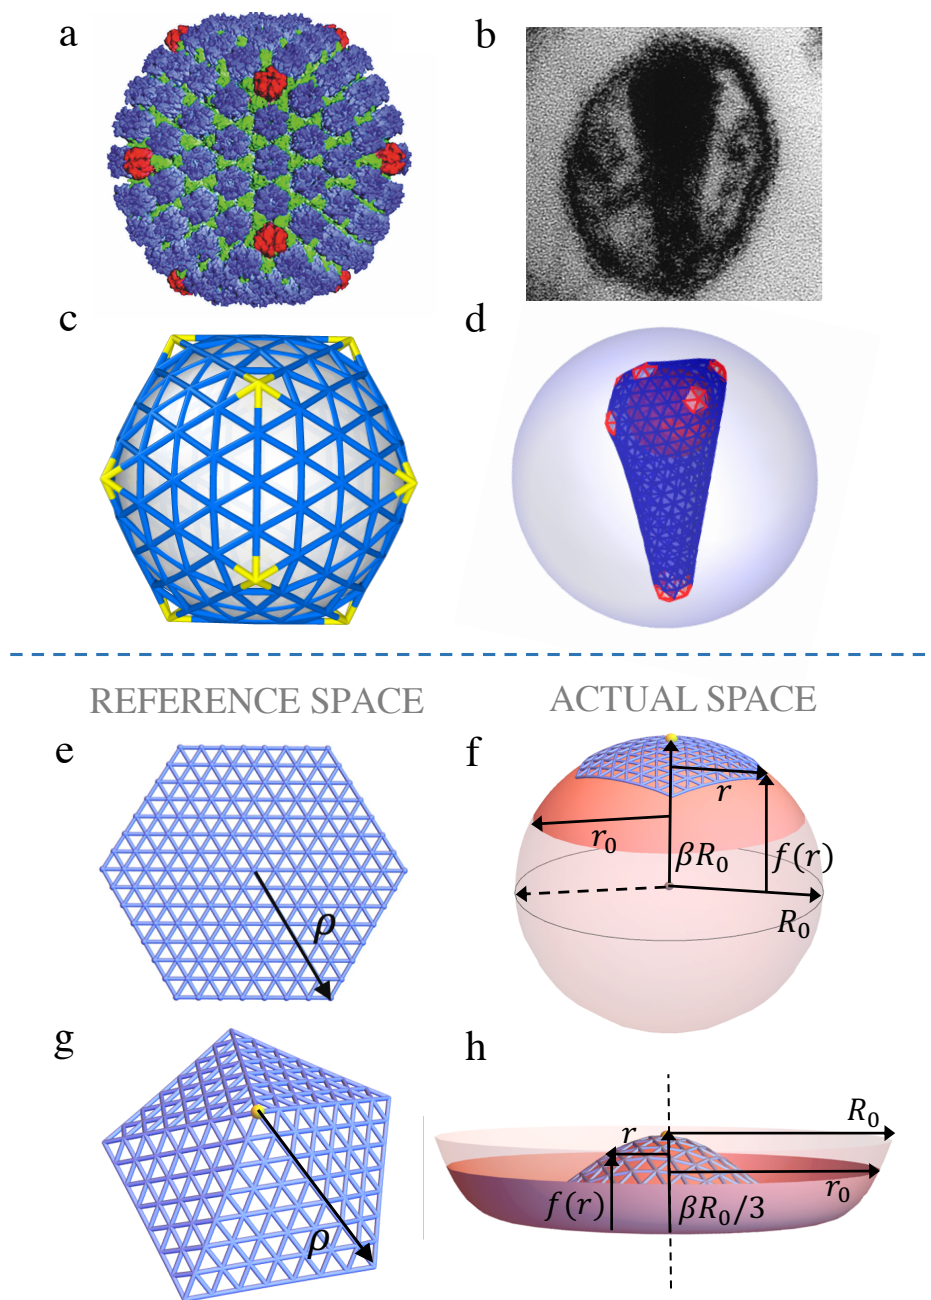 a
b
c
d
REFERENCE SPACE
ACTUAL SPACE
e
f
ρ
r
r₀
βR₀
f(r)
R₀
g
h
ρ
R₀
r
r₀
f(r)
βR₀/3